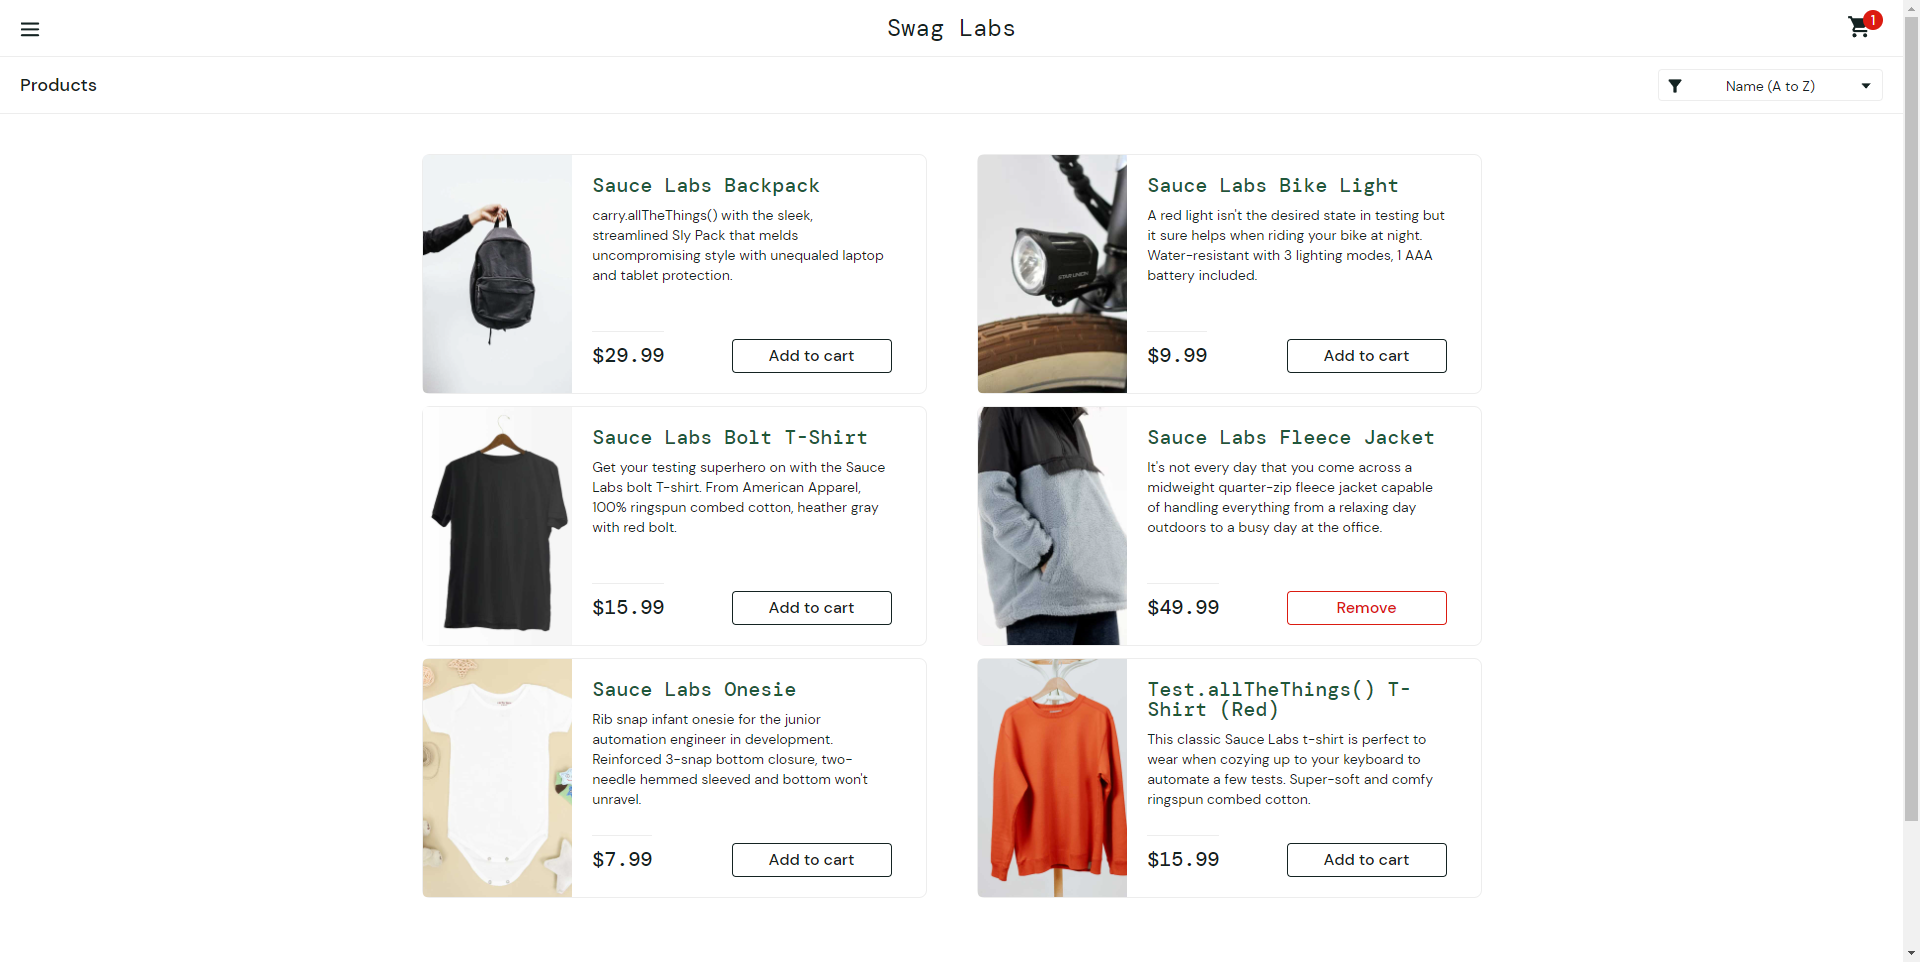 Swag Labs
1
Products
Name (A to Z)
Sauce Labs Backpack
carry.allTheThings() with the sleek,
streamlined Sly Pack that melds
uncompromising style with unequaled laptop
and tablet protection.
$29.99
Add to cart
Sauce Labs Bike Light
A red light isn't the desired state in testing but
it sure helps when riding your bike at night.
Water-resistant with 3 lighting modes, 1 AAA
battery included.
$9.99
Add to cart
STAR UNION
Sauce Labs Bolt T-Shirt
Get your testing superhero on with the Sauce
Labs bolt T-shirt. From American Apparel,
100% ringspun combed cotton, heather gray
with red bolt.
$15.99
Add to cart
Sauce Labs Fleece Jacket
It's not every day that you come across a
midweight quarter-zip fleece jacket capable
of handling everything from a relaxing day
outdoors to a busy day at the office.
$49.99
Remove
Sauce Labs Onesie
Rib snap infant onesie for the junior
automation engineer in development.
Reinforced 3-snap bottom closure, two-
needle hemmed sleeved and bottom won't
unravel.
$7.99
Add to cart
Test.allTheThings() T-
Shirt (Red)
This classic Sauce Labs t-shirt is perfect to
wear when cozying up to your keyboard to
automate a few tests. Super-soft and comfy
ringspun combed cotton.
$15.99
Add to cart